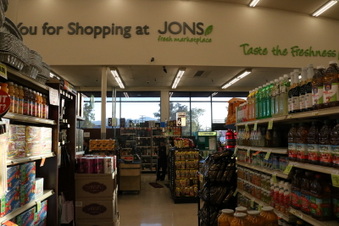 You for Shopping at JONS
fresh marketplace
Taste the Freshness